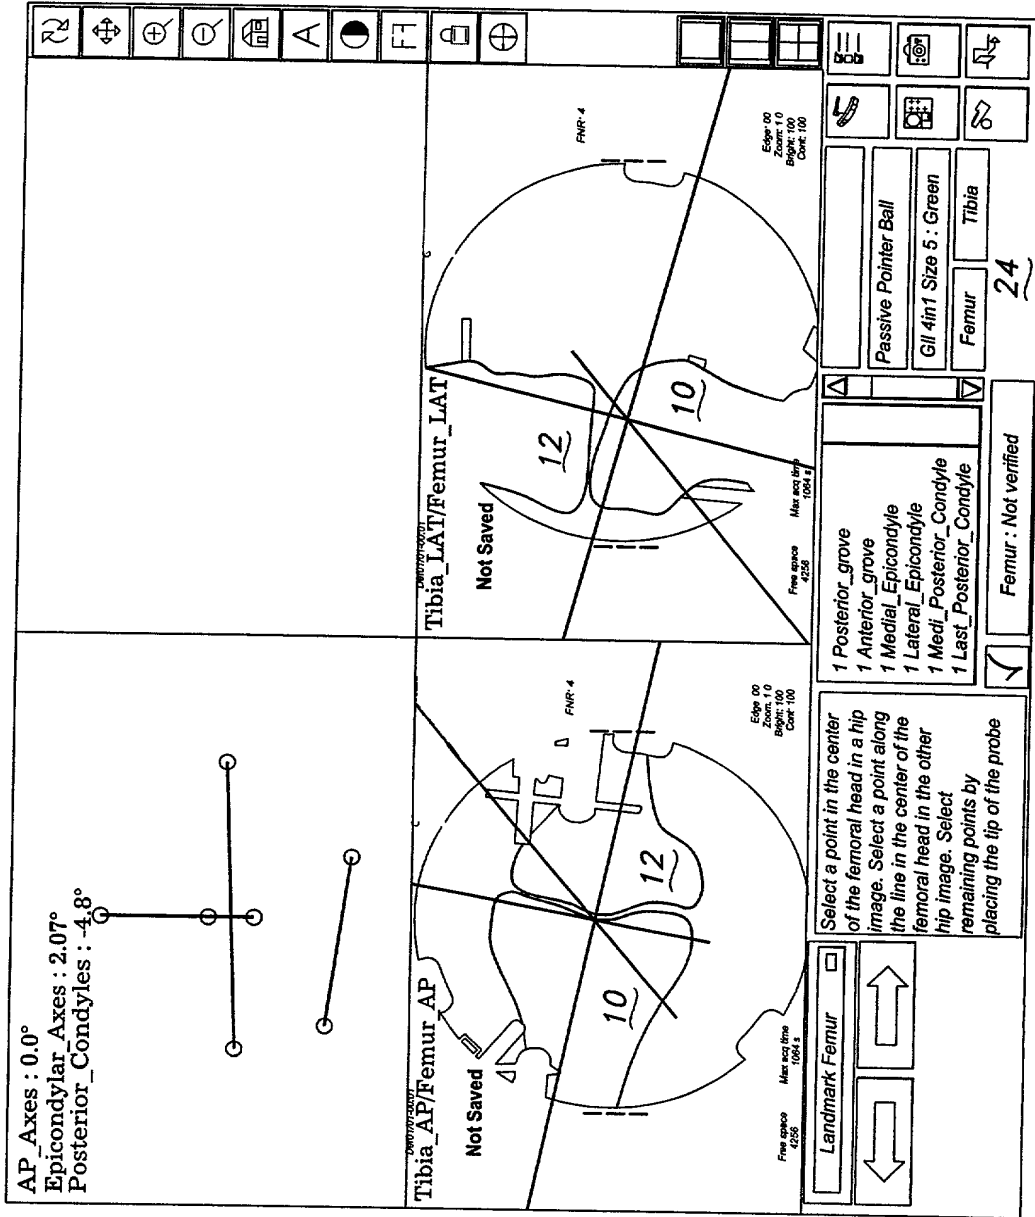 AP_Axes : 0.0°
Epicondylar_Axes : 2.07°
Posterior_Condyles : -4.8°
Tibia_AP/Femur_AP
Not Saved
10
12
FNR: 4
Free space
4256
Max acq time
1064 s
Edge 00
Zoom. 1 0
Bright: 100
Cont: 100
Tibia_LAT/Femur_LAT
Not Saved
12
10
FNR: 4
Free space
4256
Max acq time
1064 s
Edge: 00
Zoom: 1 0
Bright: 100
Cont: 100
A
Landmark Femur
Select a point in the center
of the femoral head in a hip
image. Select a point along
the line in the center of the
femoral head in the other
hip image. Select
remaining points by
placing the tip of the probe
1 Posterior_grove
1 Anterior_grove
1 Medial_Epicondyle
1 Lateral_Epicondyle
1 Medi_Posterior_Condyle
1 Last_Posterior_Condyle
Femur : Not verified
Passive Pointer Ball
GII 4in1 Size 5 : Green
Femur
Tibia
24